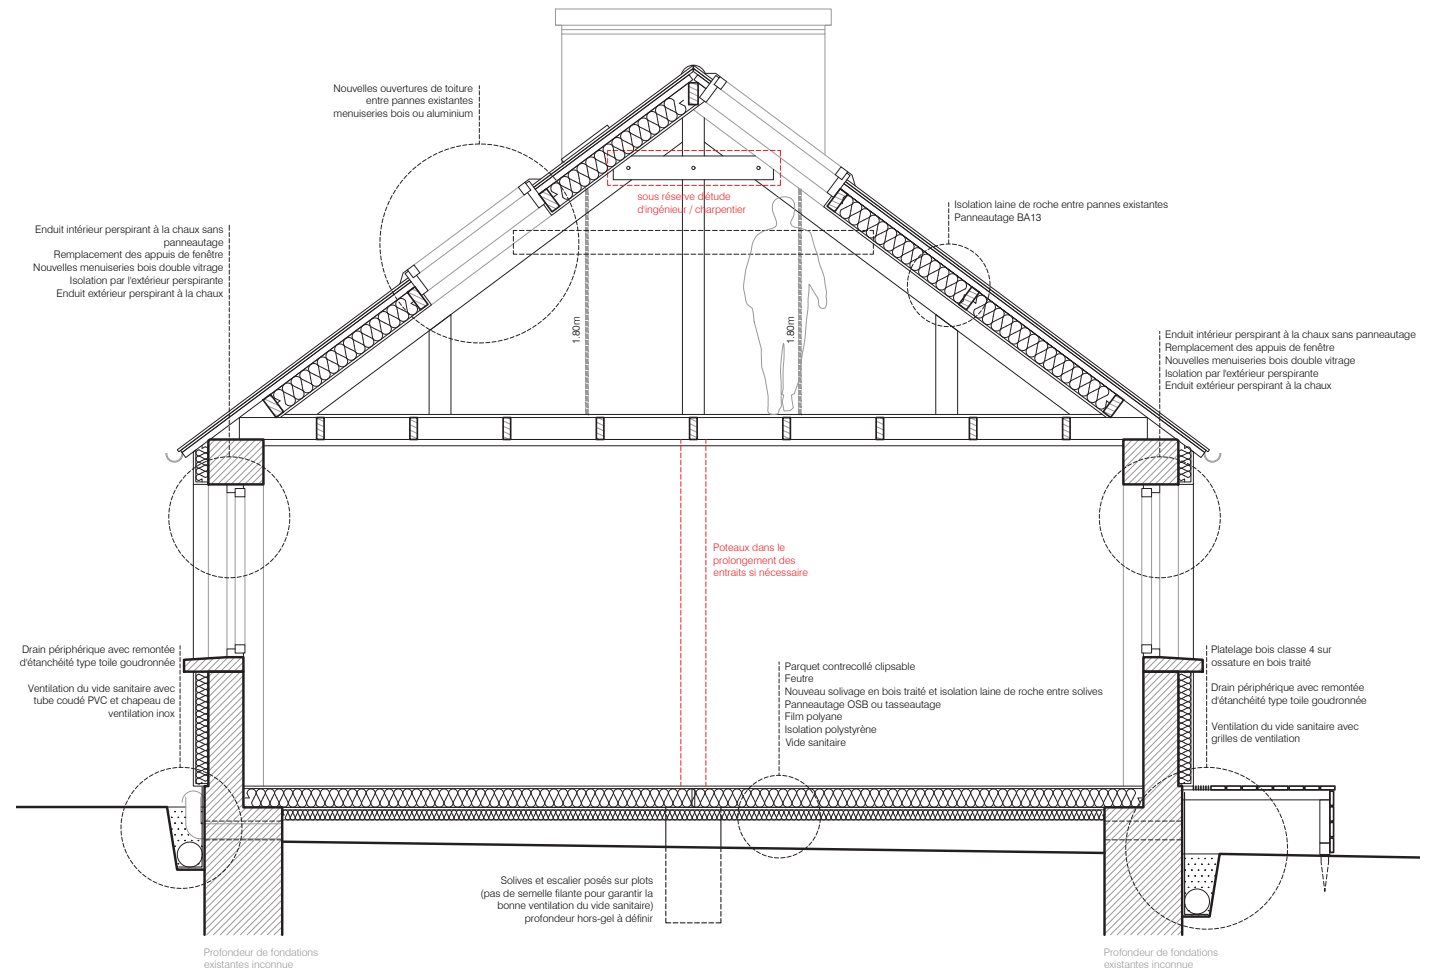 Nouvelles ouvertures de toiture
entre pannes existantes
menuiseries bois ou aluminium
sous réserve d'étude
d'ingénieur / charpentier
Isolation laine de roche entre pannes existantes
Panneautage BA13
Enduit intérieur perspirant à la chaux sans
panneautage
Remplacement des appuis de fenêtre
Nouvelles menuiseries bois double vitrage
Isolation par l'extérieur perspirante
Enduit extérieur perspirant à la chaux
1.80m
1.80m
Enduit intérieur perspirant à la chaux sans panneautage
Remplacement des appuis de fenêtre
Nouvelles menuiseries bois double vitrage
Isolation par l'extérieur perspirante
Enduit extérieur perspirant à la chaux
Poteaux dans le
prolongement des
entraits si nécessaire
Drain périphérique avec remontée
d'étanchéité type toile goudronnée
Ventilation du vide sanitaire avec
tube coudé PVC et chapeau de
ventilation inox
Parquet contrecollé clipsable
Feutre
Nouveau solivage en bois traité et isolation laine de roche entre solives
Panneautage OSB ou tasseautage
Film polyane
Isolation polystyrène
Vide sanitaire
Platelage bois classe 4 sur
ossature en bois traité
Drain périphérique avec remontée
d'étanchéité type toile goudronnée
Ventilation du vide sanitaire avec
grilles de ventilation
Solives et escalier posés sur plots
(pas de semelle filante pour garantir la
bonne ventilation du vide sanitaire)
profondeur hors-gel à définir
Profondeur de fondations
existantes inconnue
Profondeur de fondations
existantes inconnue